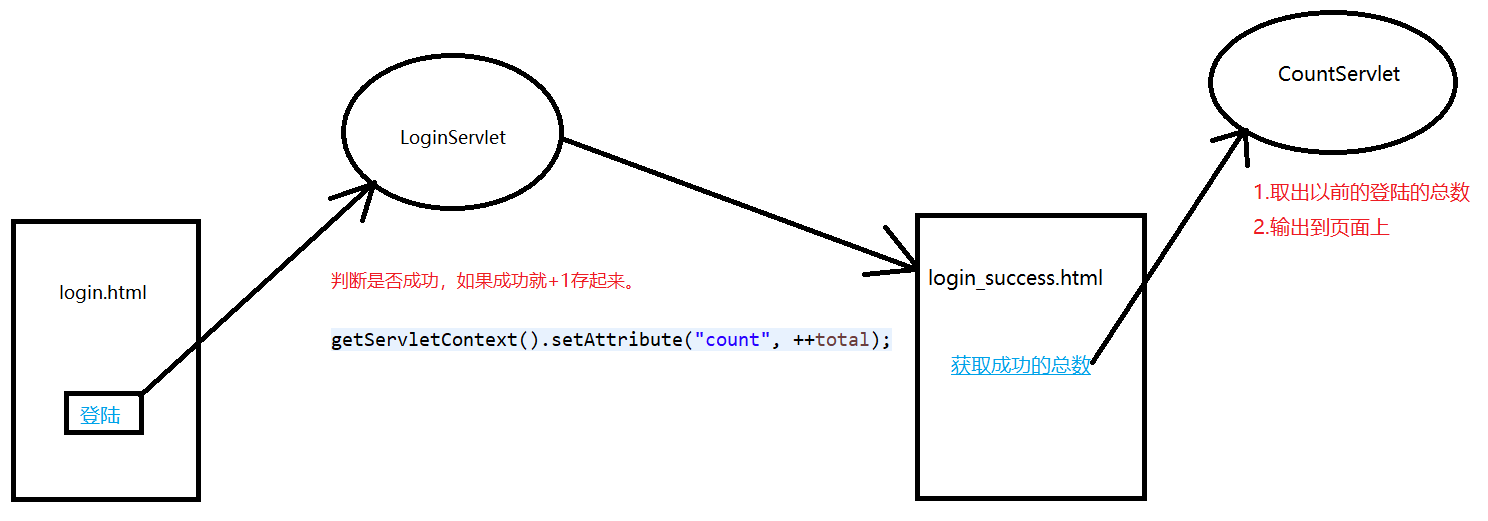 login.html
登陆
LoginServlet
判断是否成功，如果成功就+1存起来。
getServletContext().setAttribute("count", ++total);
login_success.html
获取成功的总数
CountServlet
1.取出以前的登陆的总数
2.输出到页面上